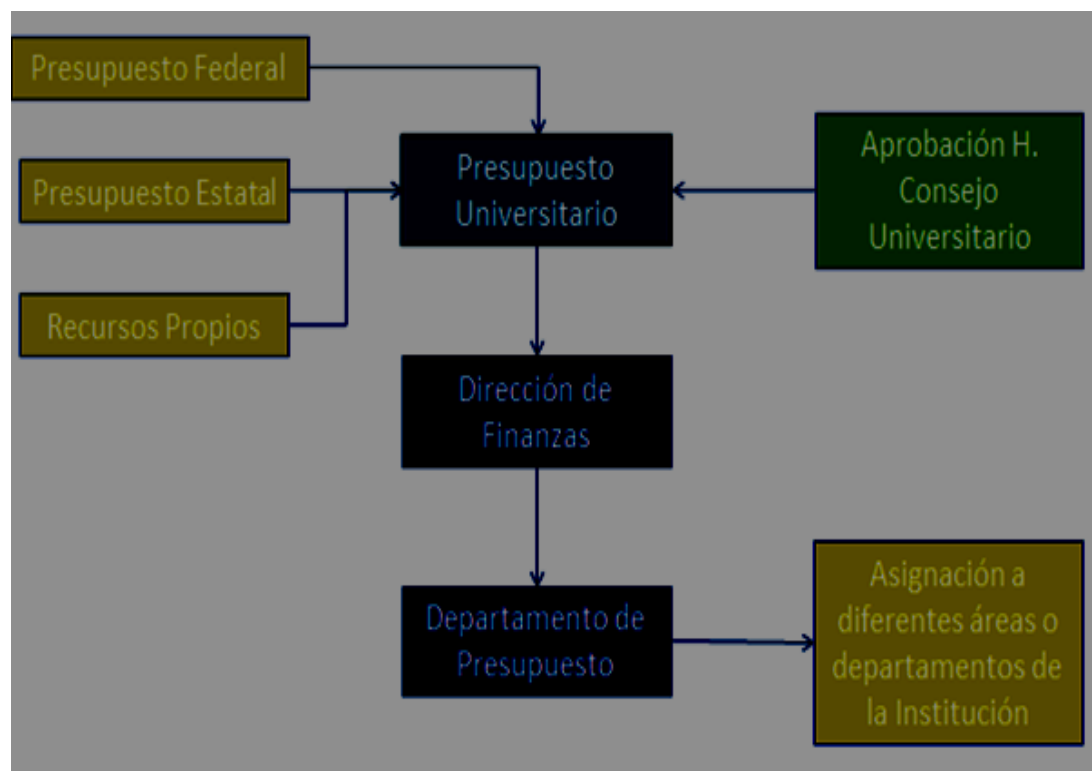 Presupuesto Federal
Presupuesto Estatal
Recursos Propios
Presupuesto
Universitario
Aprobación H.
Consejo
Universitario
Dirección de
Finanzas
Departamento de
Presupuesto
Asignación a
diferentes áreas o
departamentos de
la Institución